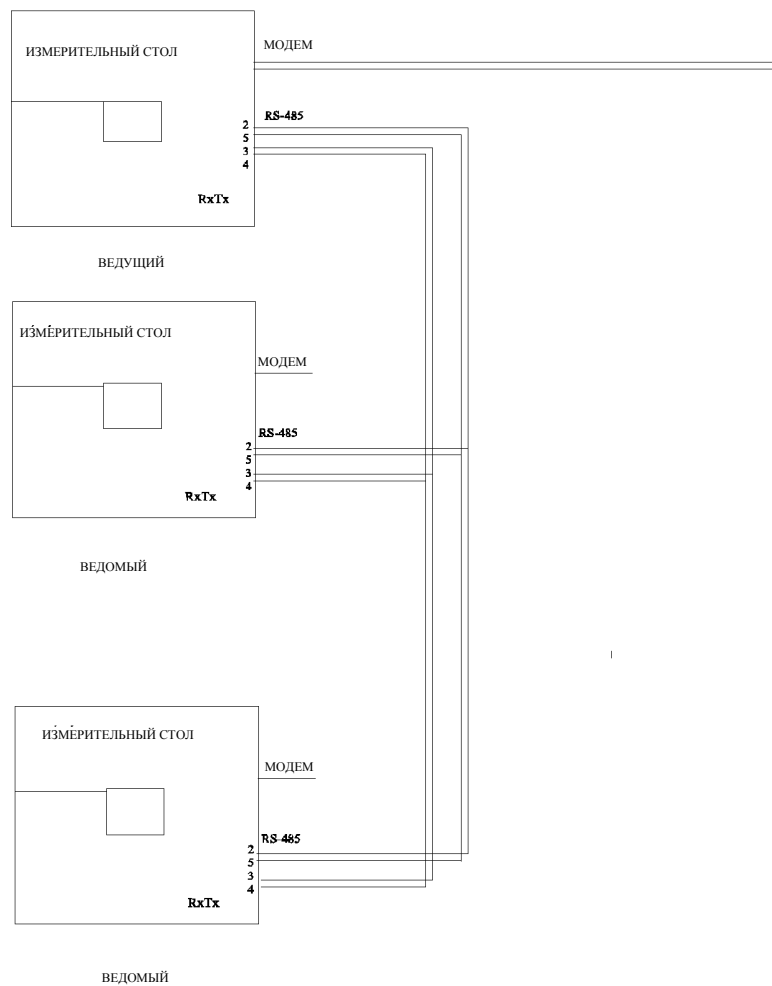 ИЗМЕРИТЕЛЬНЫЙ СТОЛ
МОДЕМ
RS-485
2
5
3
4
RxTx
ВЕДУЩИЙ
ИЗМЕРИТЕЛЬНЫЙ СТОЛ
МОДЕМ
RS-485
2
5
3
4
RxTx
ВЕДОМЫЙ
ИЗМЕРИТЕЛЬНЫЙ СТОЛ
МОДЕМ
RS-485
2
5
3
4
RxTx
ВЕДОМЫЙ